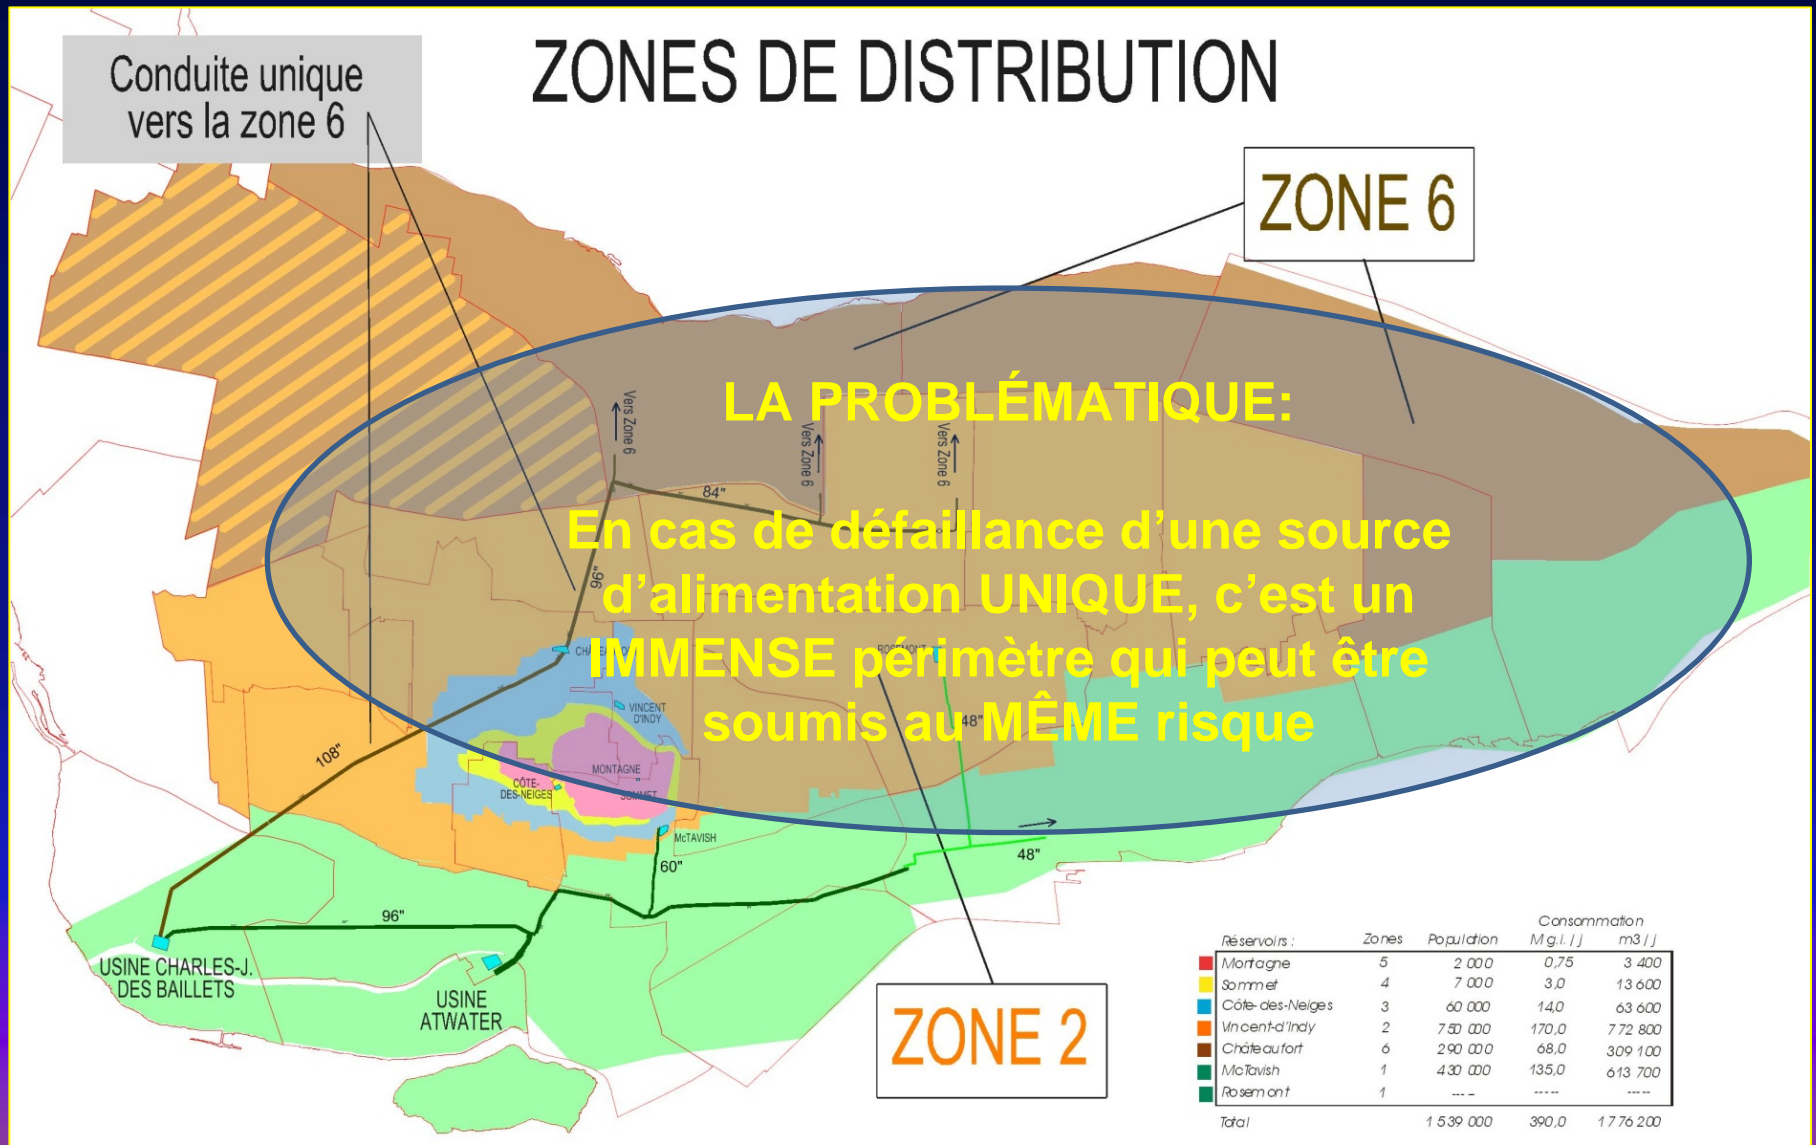 ZONES DE DISTRIBUTION
Conduite unique
vers la zone 6
ZONE 6
LA PROBLÉMATIQUE:
En cas de défaillance d’une source
d’alimentation UNIQUE, c’est un
IMMENSE périmètre qui peut être
soumis au MÊME risque
Vers Zone 6
Vers Zone 6
Vers Zone 6
84"
96"
ROSEMONT
VINCENT
D'INDY
48"
108"
MONTAGNE
CÔTE-
DES-NEIGES
SOMMET
McTAVISH
60"
48"
96"
USINE CHARLES-J.
DES BAILLETS
USINE
ATWATER
ZONE 2
Consommation
Réservoirs : Zones Population M g.i. / j m3 / j
Montagne 5 2 000 0,75 3 400
Sommet 4 7 000 3,0 13 600
Côte-des-Neiges 3 60 000 14,0 63 600
Vincent-d'Indy 2 750 000 170,0 772 800
Châteaufort 6 290 000 68,0 309 100
McTavish 1 430 000 135,0 613 700
Rosemont 1 ---- ---- ----
Total 1 539 000 390,0 1 776 200